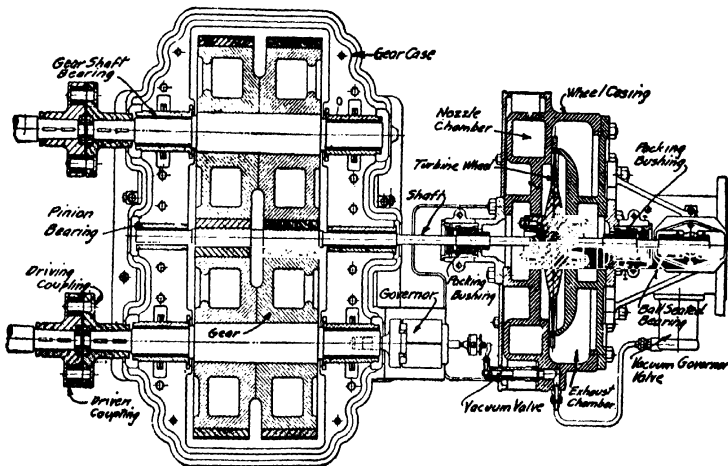 Gear Shaft
Bearing
Gear Case
Wheel Casing
Nozzle
Chamber
Packing
Bushing
Turbine Wheel
Shaft
Pinion
Bearing
Driving
Coupling
Packing
Bushing
Governor
Ball Seated
Bearing
Gear
Vacuum Governor
Valve
Exhaust
Chamber
Vacuum Valve
Driven
Coupling